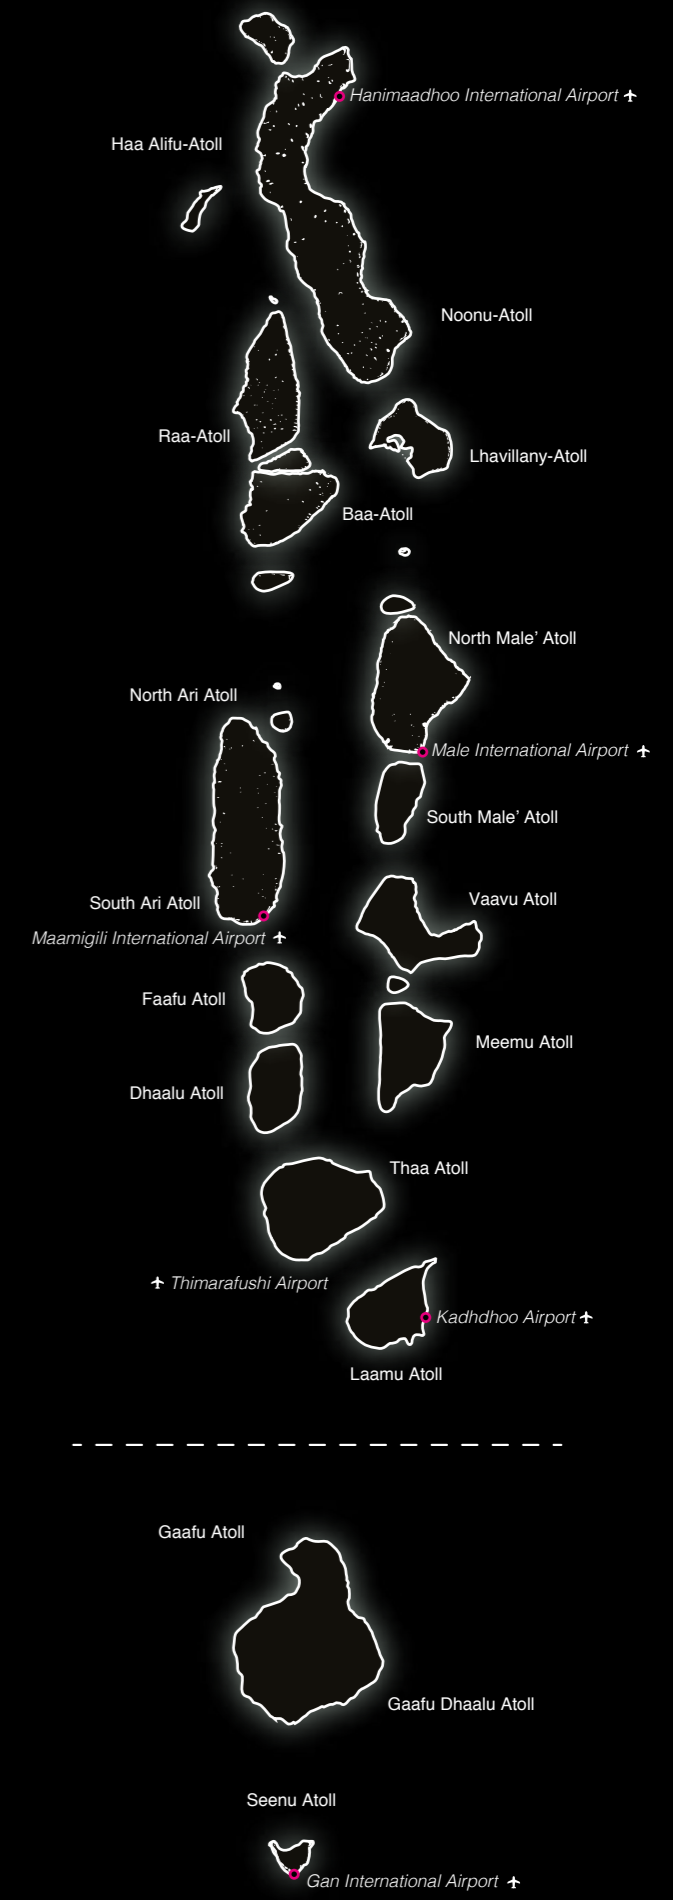 Hanimaadhoo International Airport
Haa Alifu-Atoll
Noonu-Atoll
Raa-Atoll
Lhavillany-Atoll
Baa-Atoll
North Male’ Atoll
North Ari Atoll
Male International Airport
South Male’ Atoll
Vaavu Atoll
South Ari Atoll
Maamigili International Airport
Faafu Atoll
Meemu Atoll
Dhaalu Atoll
Thaa Atoll
Thimarafushi Airport
Kadhdhoo Airport
Laamu Atoll
Gaafu Atoll
Gaafu Dhaalu Atoll
Seenu Atoll
Gan International Airport